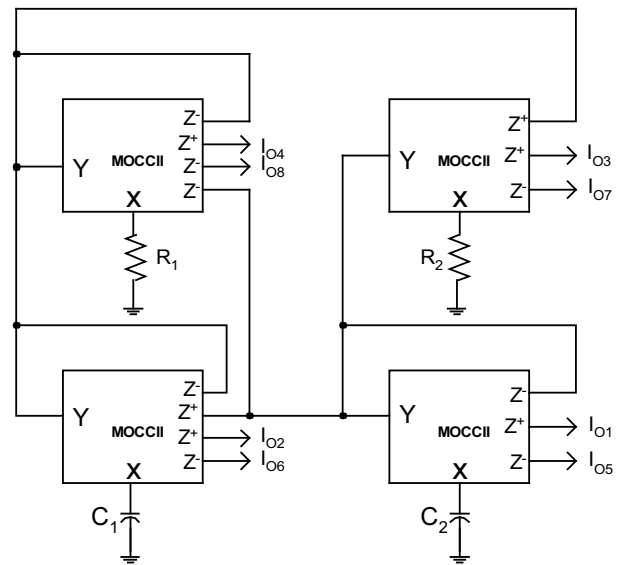 Z-
Z+ I_O4
Y MOCCII Z- I_O8
Z-
X
R_1
Z+
Y MOCCII Z+ I_O3
Z- I_O7
X
R_2
Z-
Y MOCCII Z+
Z+ I_O2
Z- I_O6
X
C_1
Z-
Y MOCCII Z+ I_O1
Z- I_O5
X
C_2